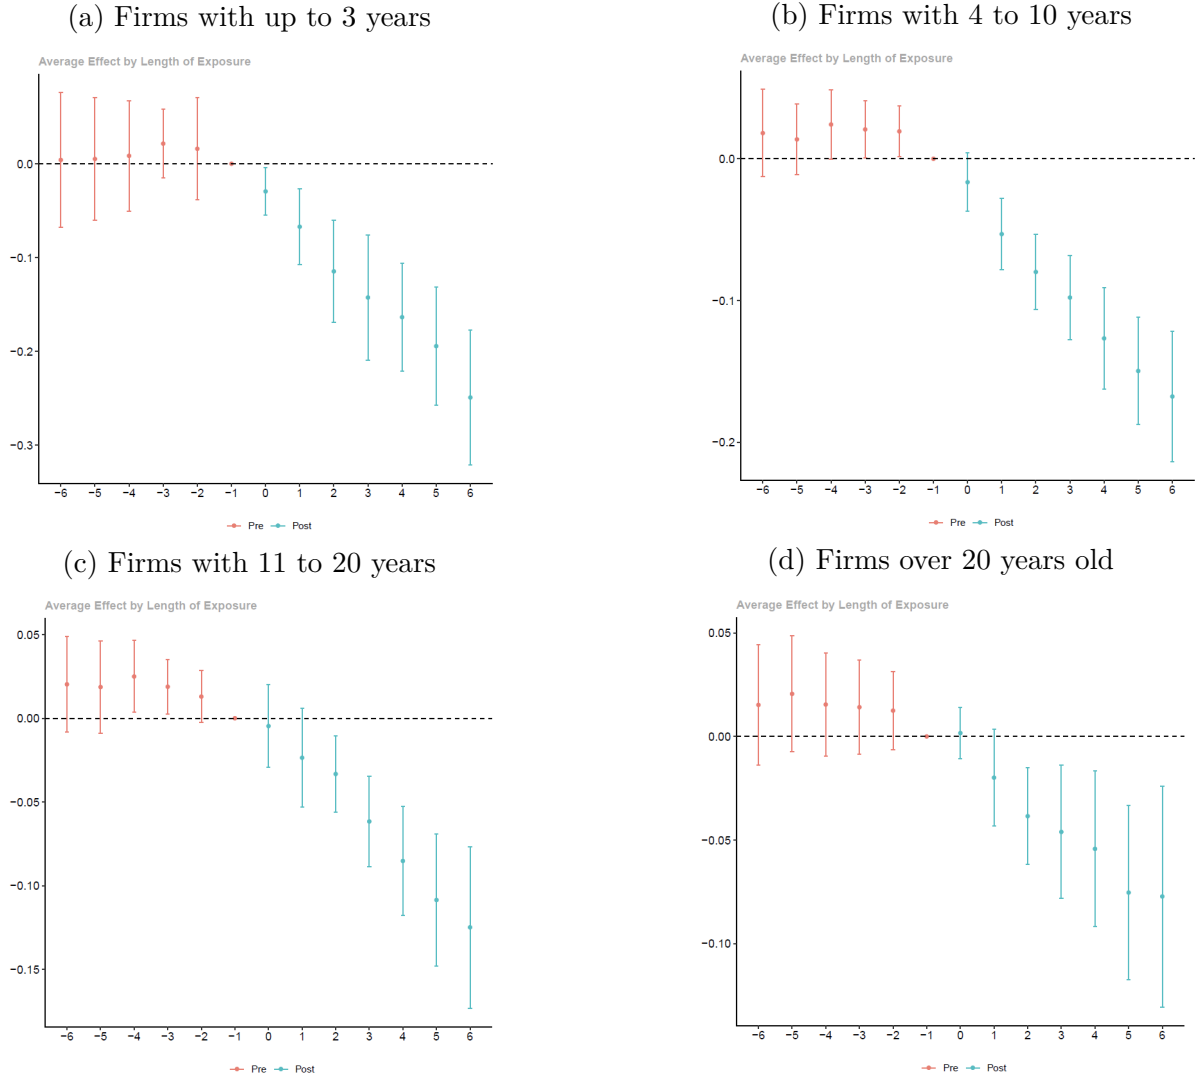 (a) Firms with up to 3 years
Average Effect by Length of Exposure
0.0
−0.1
−0.2
−0.3
−6 −5 −4 −3 −2 −1 0 1 2 3 4 5 6
Pre Post
(b) Firms with 4 to 10 years
Average Effect by Length of Exposure
0.0
−0.1
−0.2
−6 −5 −4 −3 −2 −1 0 1 2 3 4 5 6
Pre Post
(c) Firms with 11 to 20 years
Average Effect by Length of Exposure
0.05
0.00
−0.05
−0.10
−0.15
−6 −5 −4 −3 −2 −1 0 1 2 3 4 5 6
Pre Post
(d) Firms over 20 years old
Average Effect by Length of Exposure
0.05
0.00
−0.05
−0.10
−6 −5 −4 −3 −2 −1 0 1 2 3 4 5 6
Pre Post